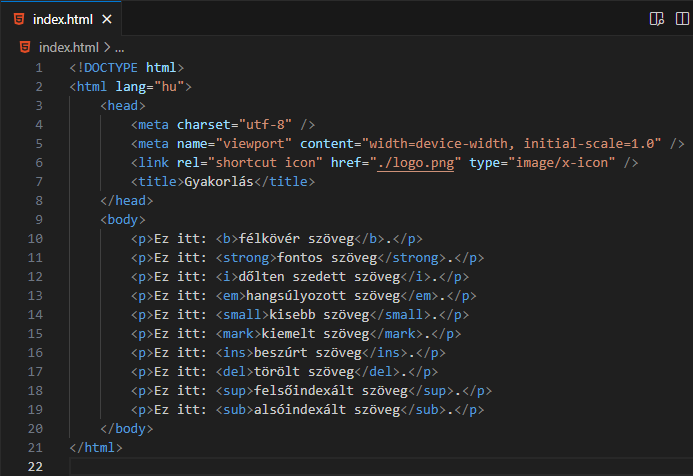 index.html
index.html > ...
1 <!DOCTYPE html>
2 <html lang="hu">
3 <head>
4 <meta charset="utf-8" />
5 <meta name="viewport" content="width=device-width, initial-scale=1.0" />
6 <link rel="shortcut icon" href="./logo.png" type="image/x-icon" />
7 <title>Gyakorlás</title>
8 </head>
9 <body>
10 <p>Ez itt: <b>félkövér szöveg</b>.</p>
11 <p>Ez itt: <strong>fontos szöveg</strong>.</p>
12 <p>Ez itt: <i>dőlten szedett szöveg</i>.</p>
13 <p>Ez itt: <em>hangsúlyozott szöveg</em>.</p>
14 <p>Ez itt: <small>kisebb szöveg</small>.</p>
15 <p>Ez itt: <mark>kiemelt szöveg</mark>.</p>
16 <p>Ez itt: <ins>beszúrt szöveg</ins>.</p>
17 <p>Ez itt: <del>törölt szöveg</del>.</p>
18 <p>Ez itt: <sup>felsőindexált szöveg</sup>.</p>
19 <p>Ez itt: <sub>alsóindexált szöveg</sub>.</p>
20 </body>
21 </html>
22